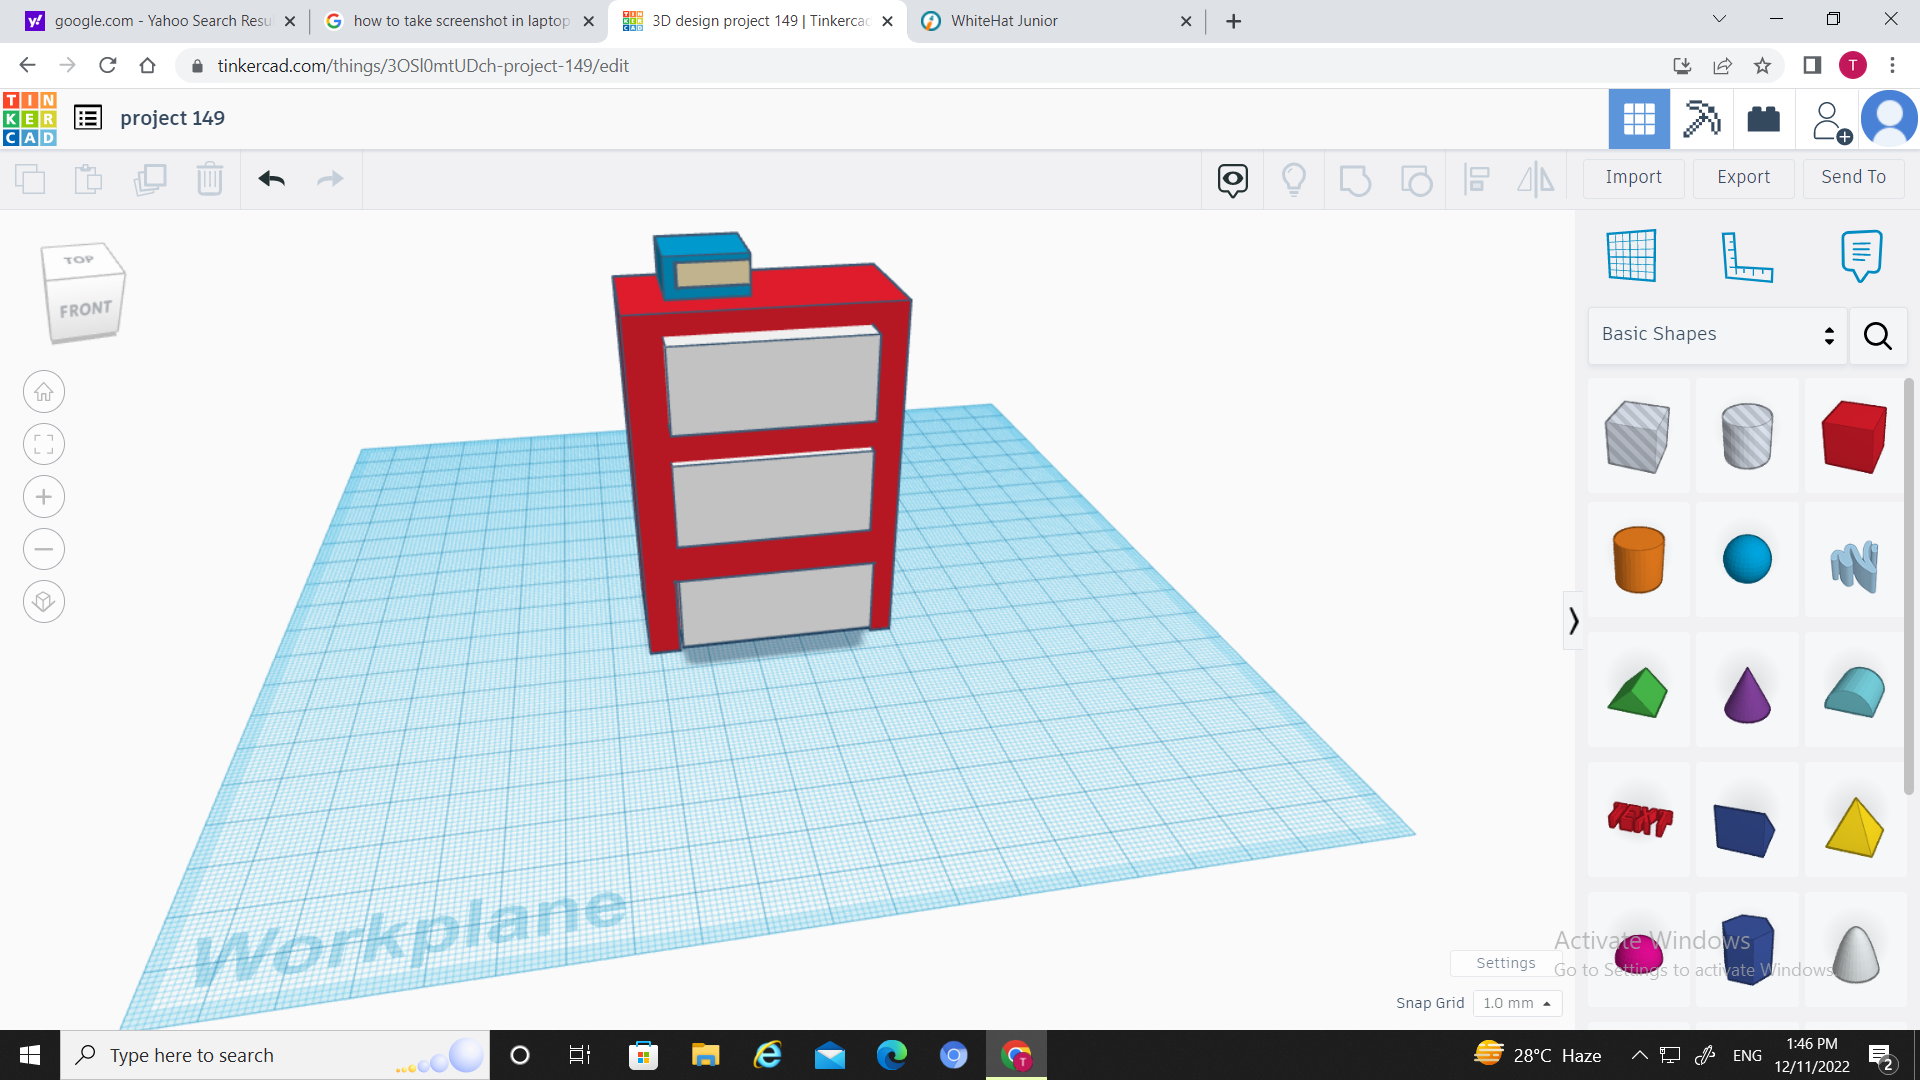 google.com - Yahoo Search Resu
how to take screenshot in laptop
3D design project 149 | Tinkercad
WhiteHat Junior
tinkercad.com/things/3OSl0mtUDch-project-149/edit
T
TIN
KER
CAD
project 149
Import
Export
Send To
TOP
FRONT
Basic Shapes
TEXT
Workplane
Activate Windows
Go to Settings to activate Windows.
Settings
Snap Grid
1.0 mm
Type here to search
28°C Haze
ENG
1:46 PM
12/11/2022
2